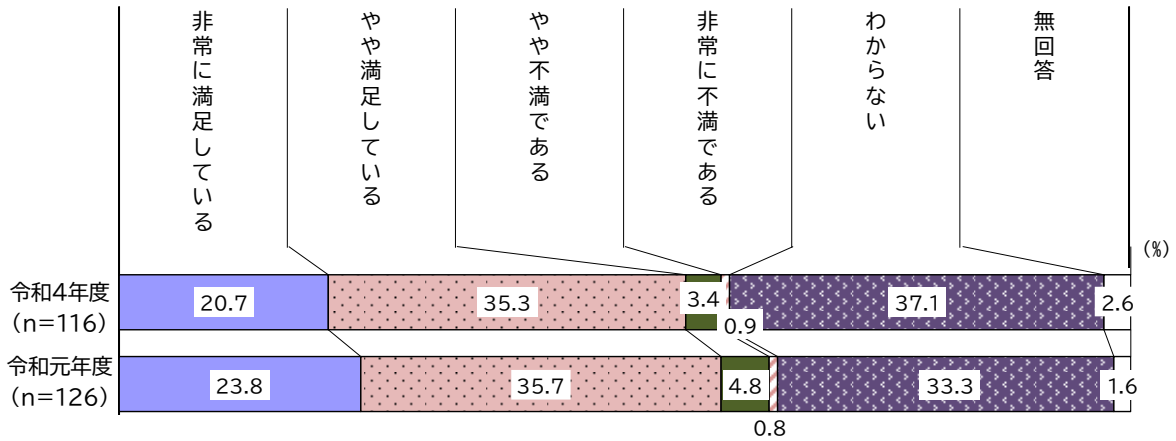 非常に満足している
やや満足している
やや不満である
非常に不満である
わからない
無回答
(%)
令和4年度
(n=116)
20.7
35.3
3.4
0.9
37.1
2.6
令和元年度
(n=126)
23.8
35.7
4.8
0.8
33.3
1.6